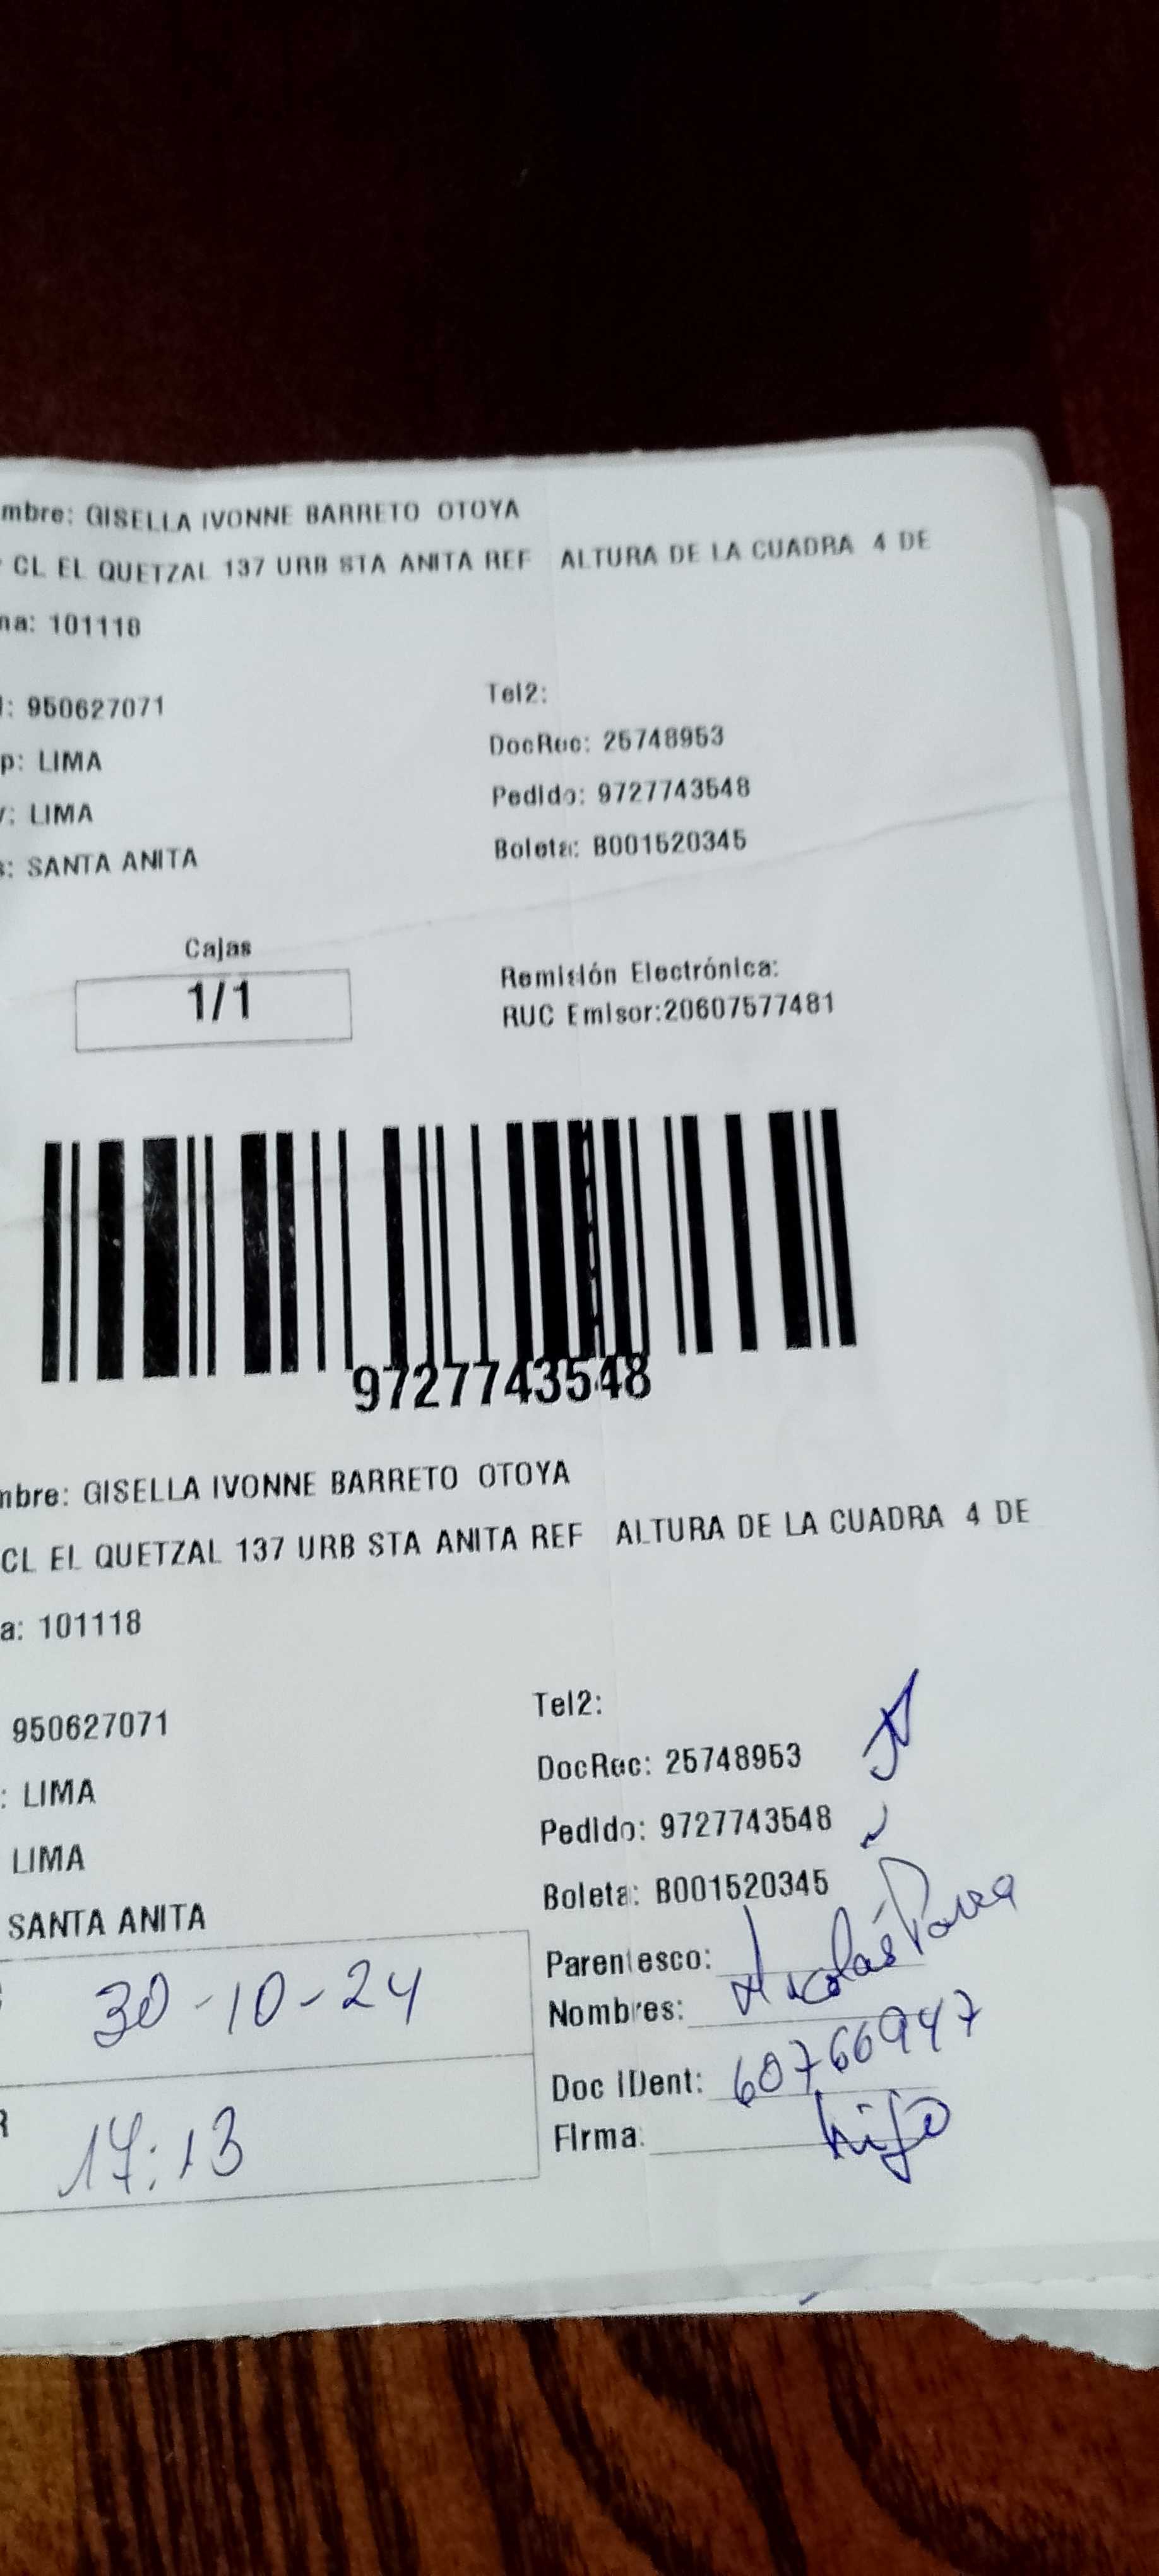 mbre: GISELLA IVONNE BARRETO OTOYA
CL EL QUETZAL 137 URB STA ANITA REF ALTURA DE LA CUADRA 4 DE
na: 101118
: 950627071
Tel2:
p: LIMA
DocRec: 25748953
: LIMA
Pedido: 9727743548
s: SANTA ANITA
Boleta: B001520345
Cajas
1/1
Remisión Electrónica:
RUC Emisor:20607577481
9727743548
mbre: GISELLA IVONNE BARRETO OTOYA
CL EL QUETZAL 137 URB STA ANITA REF ALTURA DE LA CUADRA 4 DE
a: 101118
950627071
Tel2:
: LIMA
DocRec: 25748953
LIMA
Pedido: 9727743548
SANTA ANITA
Boleta: B001520345
30-10-24
Parentesco:
Nombres: Nicolás
Doc IDent: 60766947
17:13
Firma: hijo